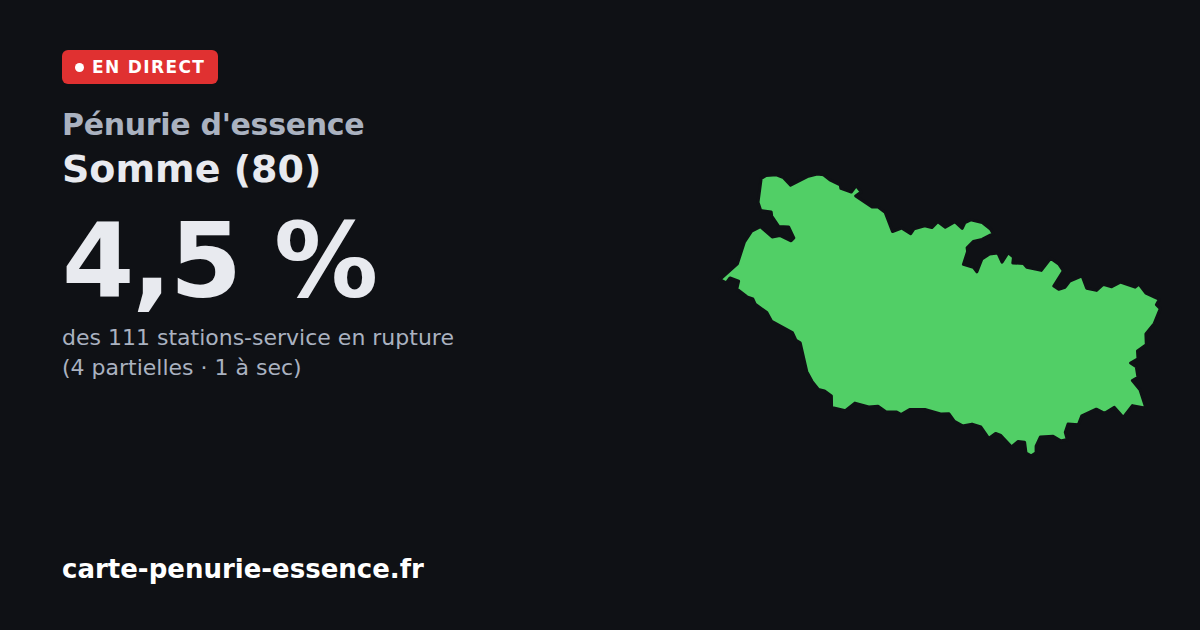 EN DIRECT
Pénurie d'essence
Somme (80)
4,5 %
des 111 stations-service en rupture
(4 partielles · 1 à sec)
carte-penurie-essence.fr